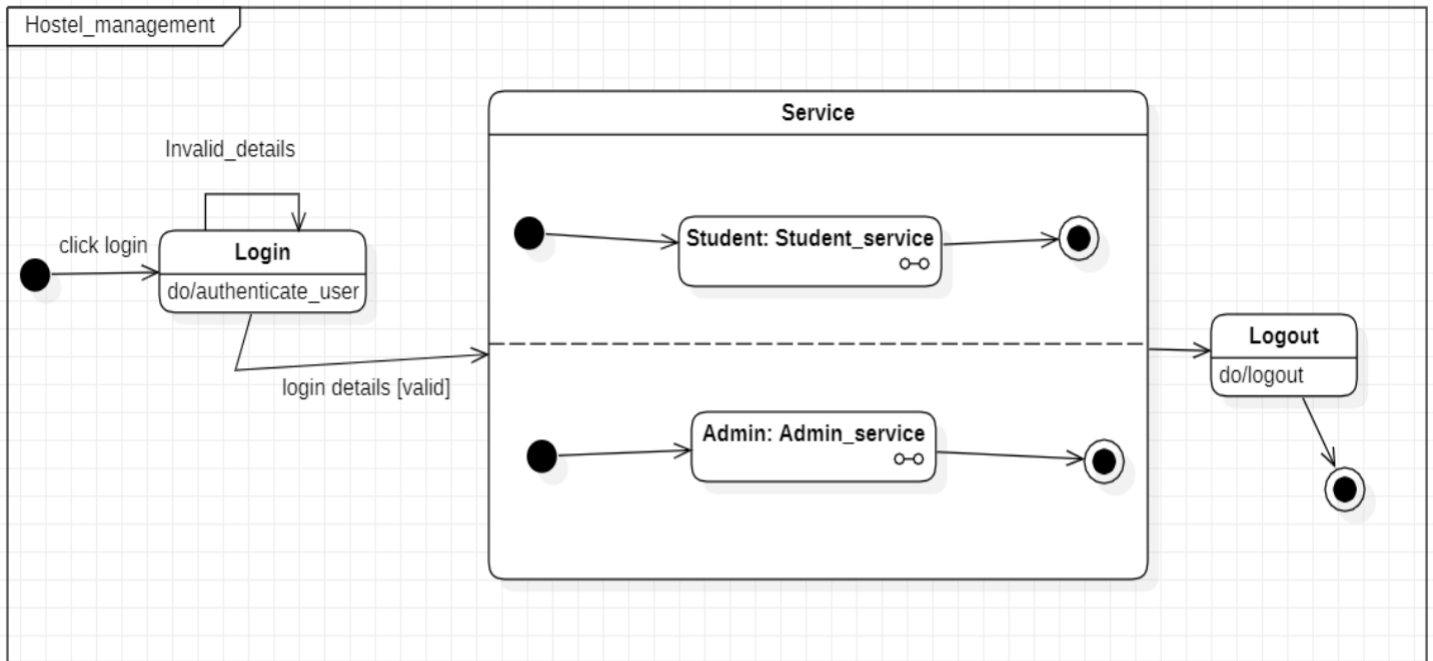 Hostel_management
Service
Invalid_details
click login
Login
do/authenticate_user
Student: Student_service
login details [valid]
Admin: Admin_service
Logout
do/logout